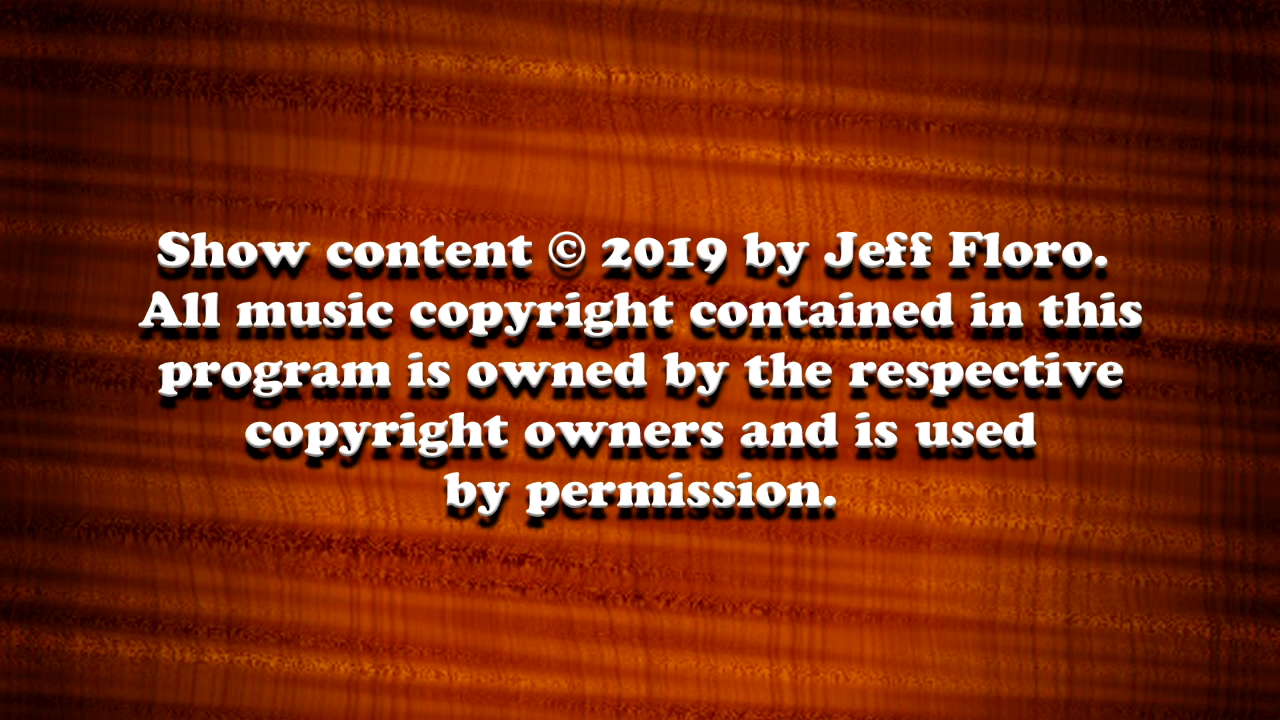 Show content © 2019 by Jeff Floro.
All music copyright contained in this
program is owned by the respective
copyright owners and is used
by permission.